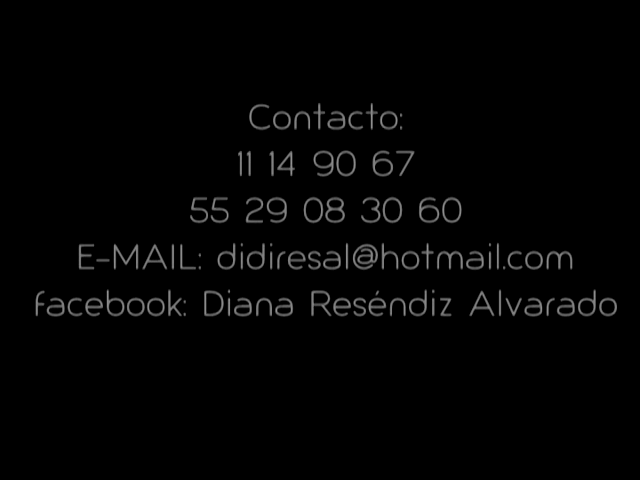 Contacto:
11 14 90 67
55 29 08 30 60
E-MAIL: didiresal@hotmail.com
facebook: Diana Reséndiz Alvarado